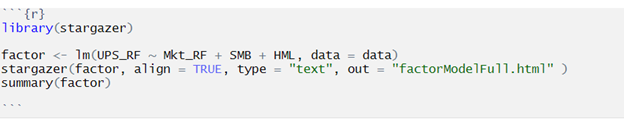 ```{r}
library(stargazer)
factor <- lm(UPS_RF ~ Mkt_RF + SMB + HML, data = data)
stargazer(factor, align = TRUE, type = "text", out = "factorModelFull.html" )
summary(factor)
```